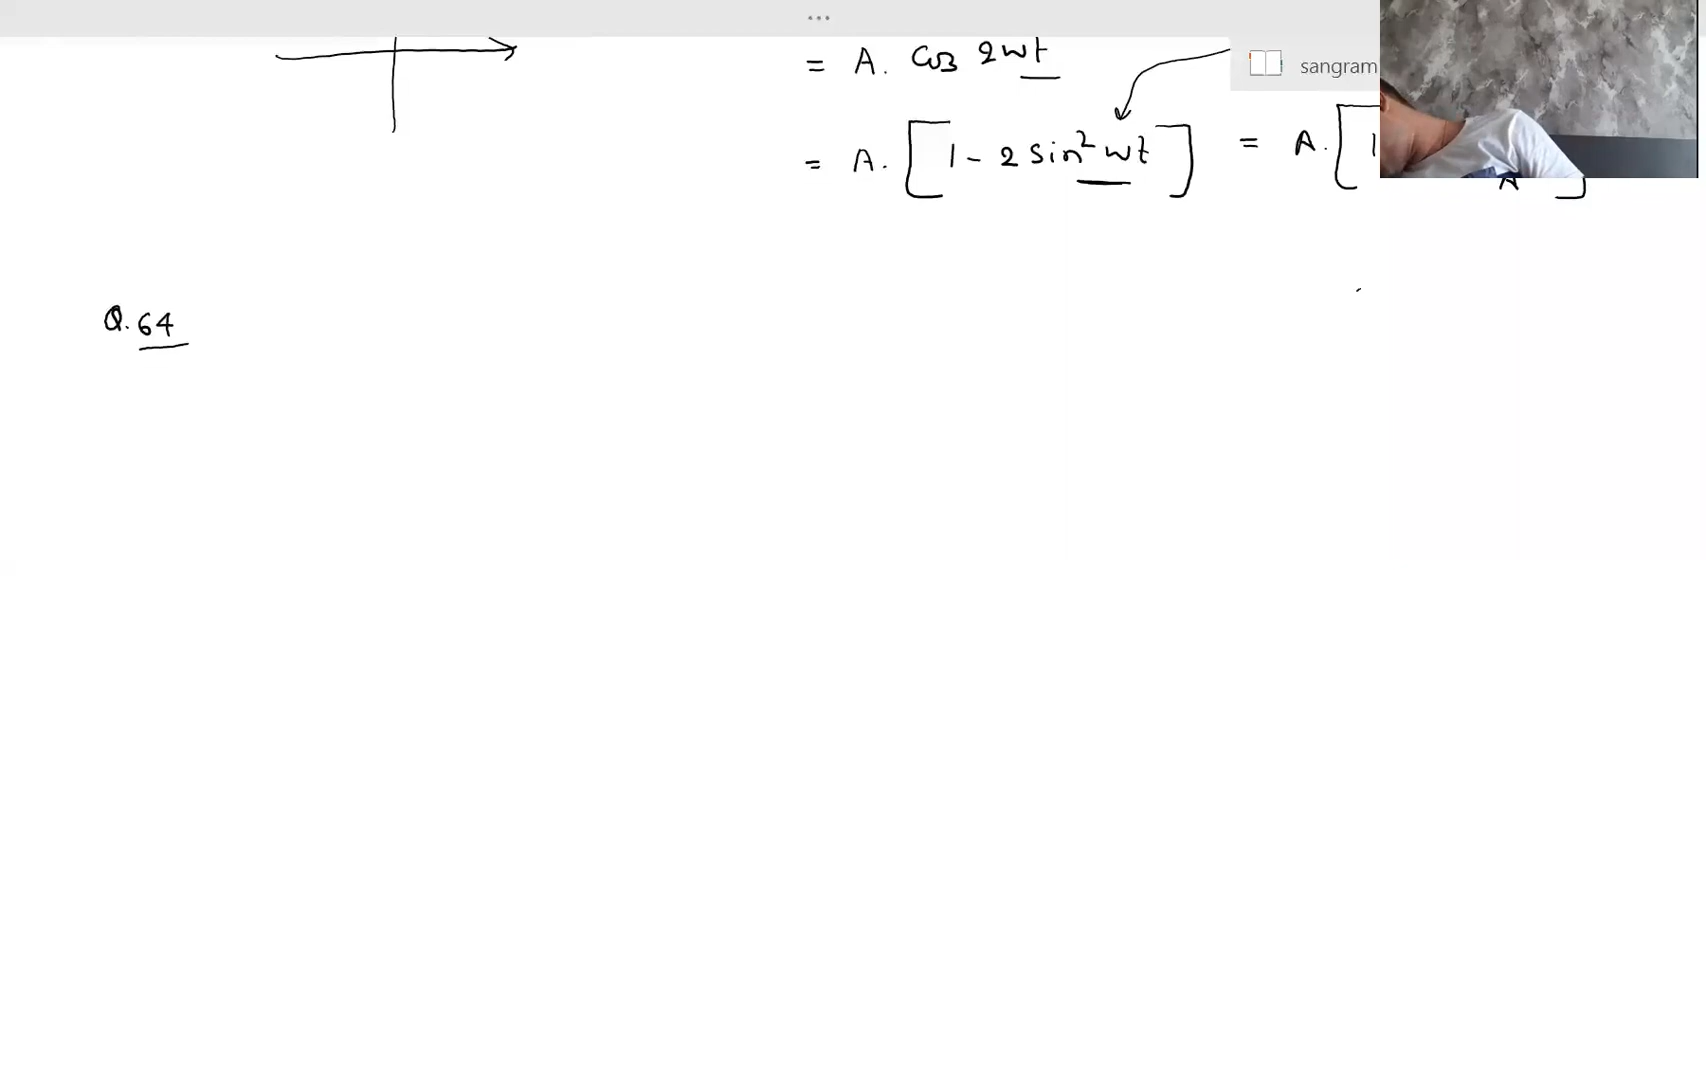 = A. Cos 2wt
sangram
= A. [1 - 2 sin² wt] = A. [1
A ]
Q. 64